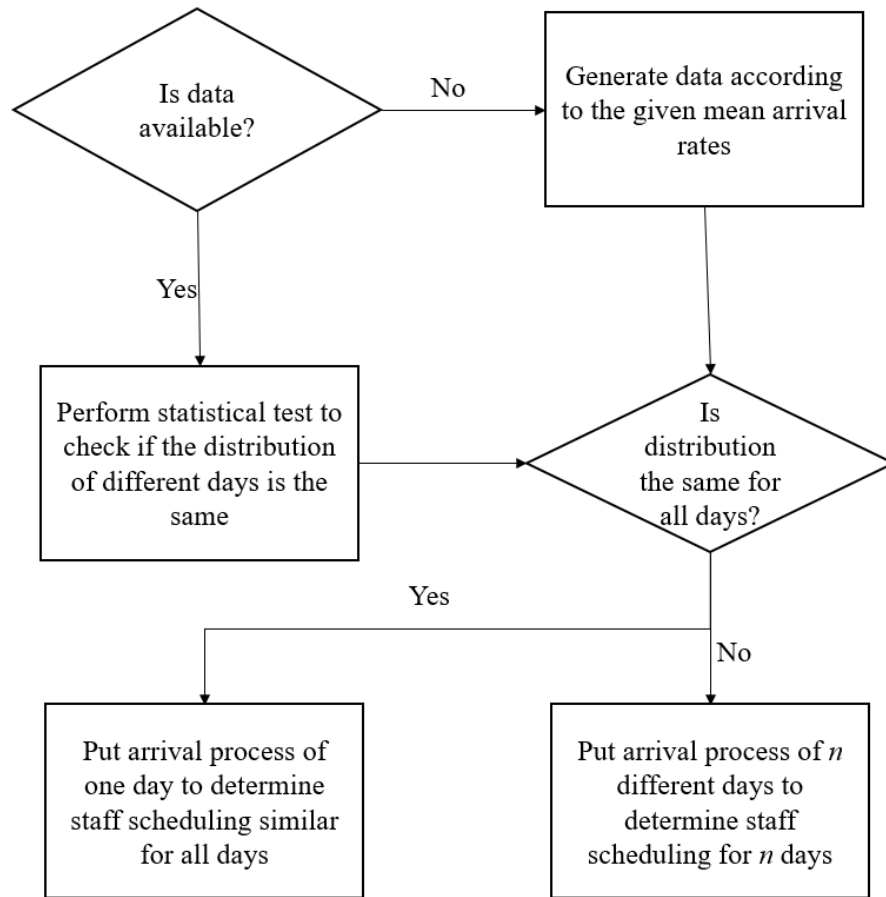 Is data
available?
No
Generate data according
to the given mean arrival
rates
Yes
Perform statistical test to
check if the distribution
of different days is the
same
Is
distribution
the same for
all days?
Yes
No
Put arrival process of
one day to determine
staff scheduling similar
for all days
Put arrival process of n
different days to
determine staff
scheduling for n days